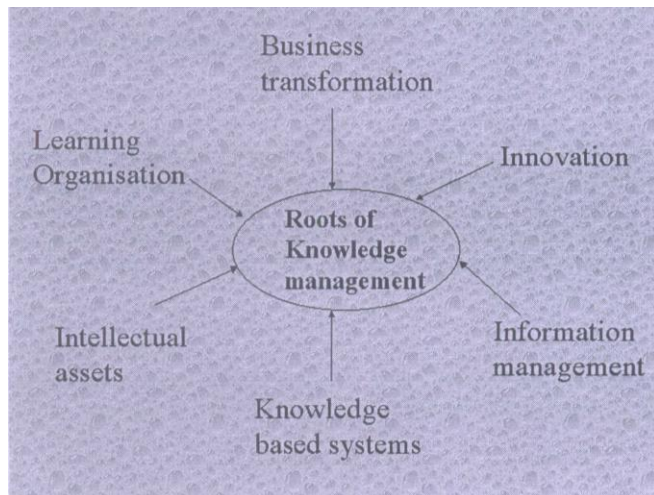 Business
transformation
Learning
Organisation
Innovation
Roots of
Knowledge
management
Intellectual
assets
Information
management
Knowledge
based systems